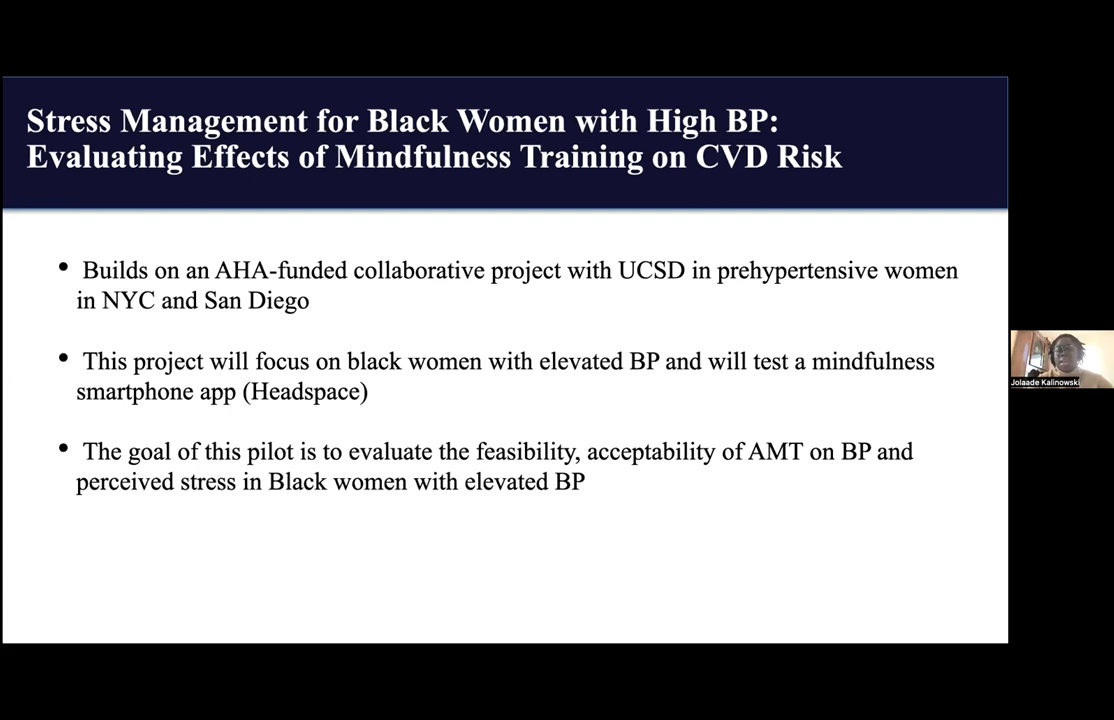 Stress Management for Black Women with High BP:
Evaluating Effects of Mindfulness Training on CVD Risk
• Builds on an AHA-funded collaborative project with UCSD in prehypertensive women
in NYC and San Diego
• This project will focus on black women with elevated BP and will test a mindfulness
smartphone app (Headspace)
• The goal of this pilot is to evaluate the feasibility, acceptability of AMT on BP and
perceived stress in Black women with elevated BP
Jolaade Kalinowski